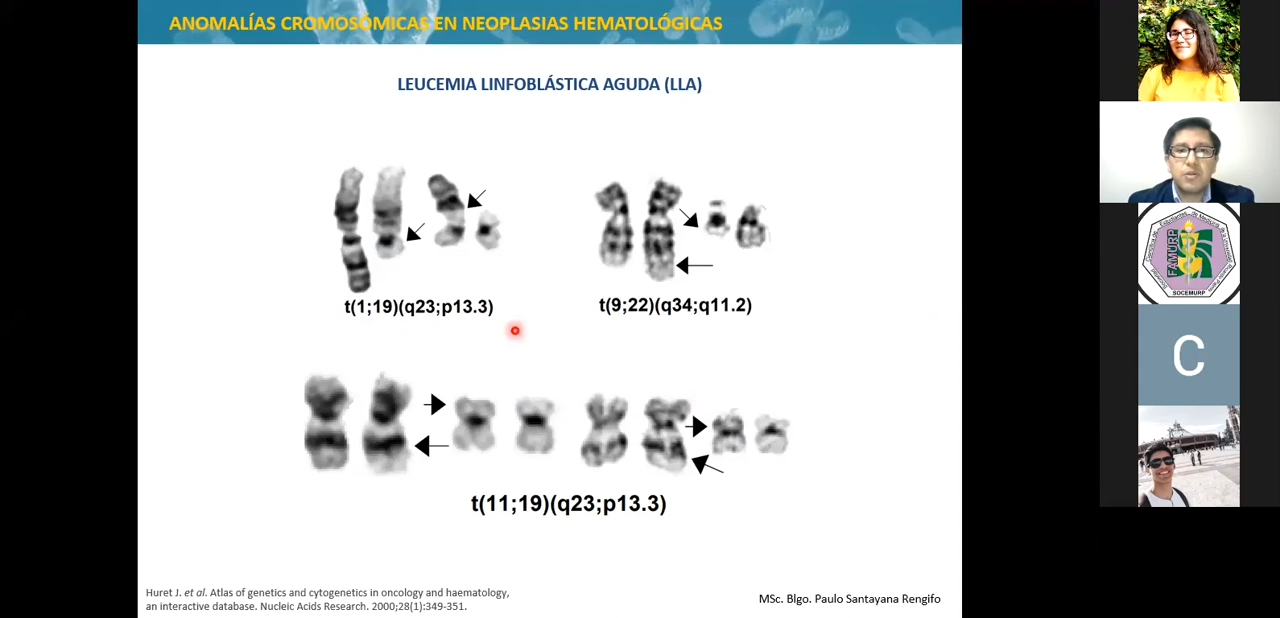 ANOMALÍAS CROMOSÓMICAS EN NEOPLASIAS HEMATOLÓGICAS
LEUCEMIA LINFOBLÁSTICA AGUDA (LLA)
t(1;19)(q23;p13.3)
t(9;22)(q34;q11.2)
t(11;19)(q23;p13.3)
Huret J. et al. Atlas of genetics and cytogenetics in oncology and haematology,
an interactive database. Nucleic Acids Research. 2000;28(1):349-351.
MSc. Blgo. Paulo Santayana Rengifo
FAMURP
SOCEMURP
C